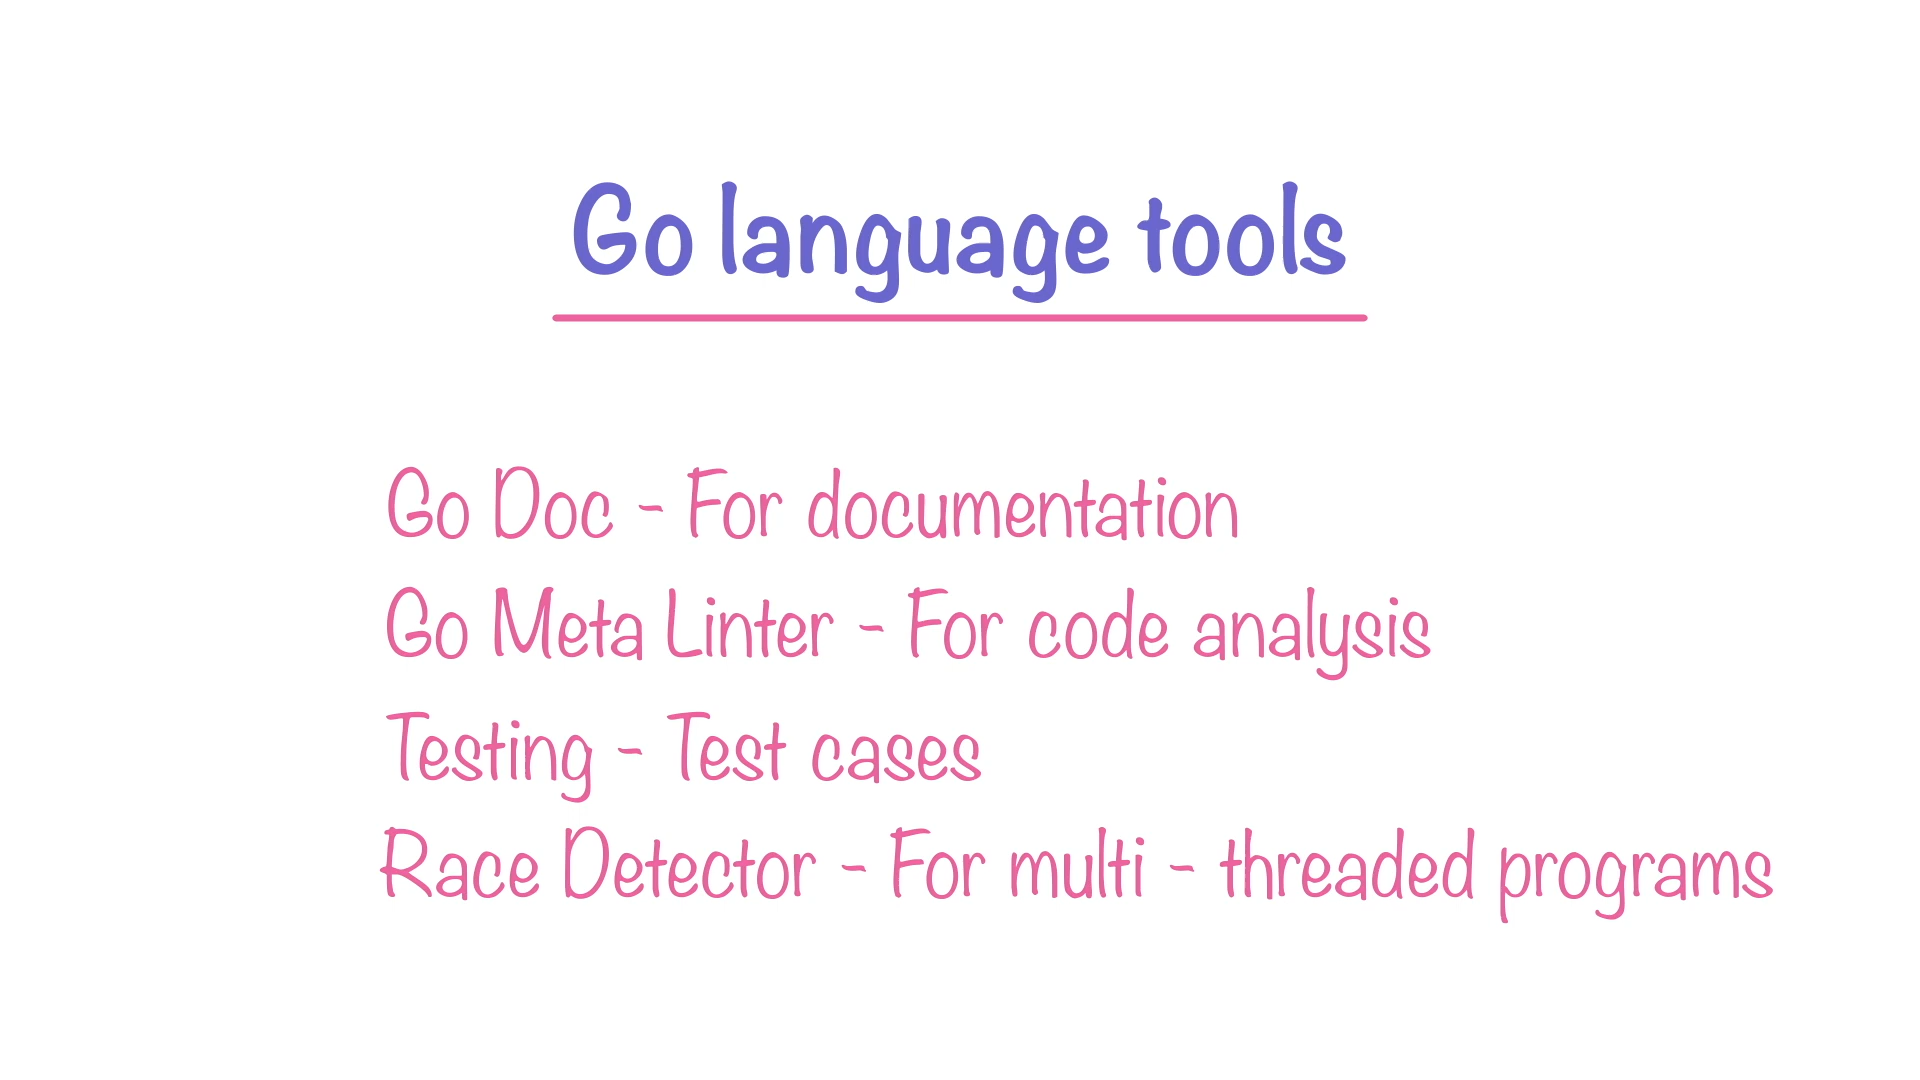 Go language tools
Go Doc - For documentation
Go Meta Linter - For code analysis
Testing - Test cases
Race Detector - For multi - threaded programs